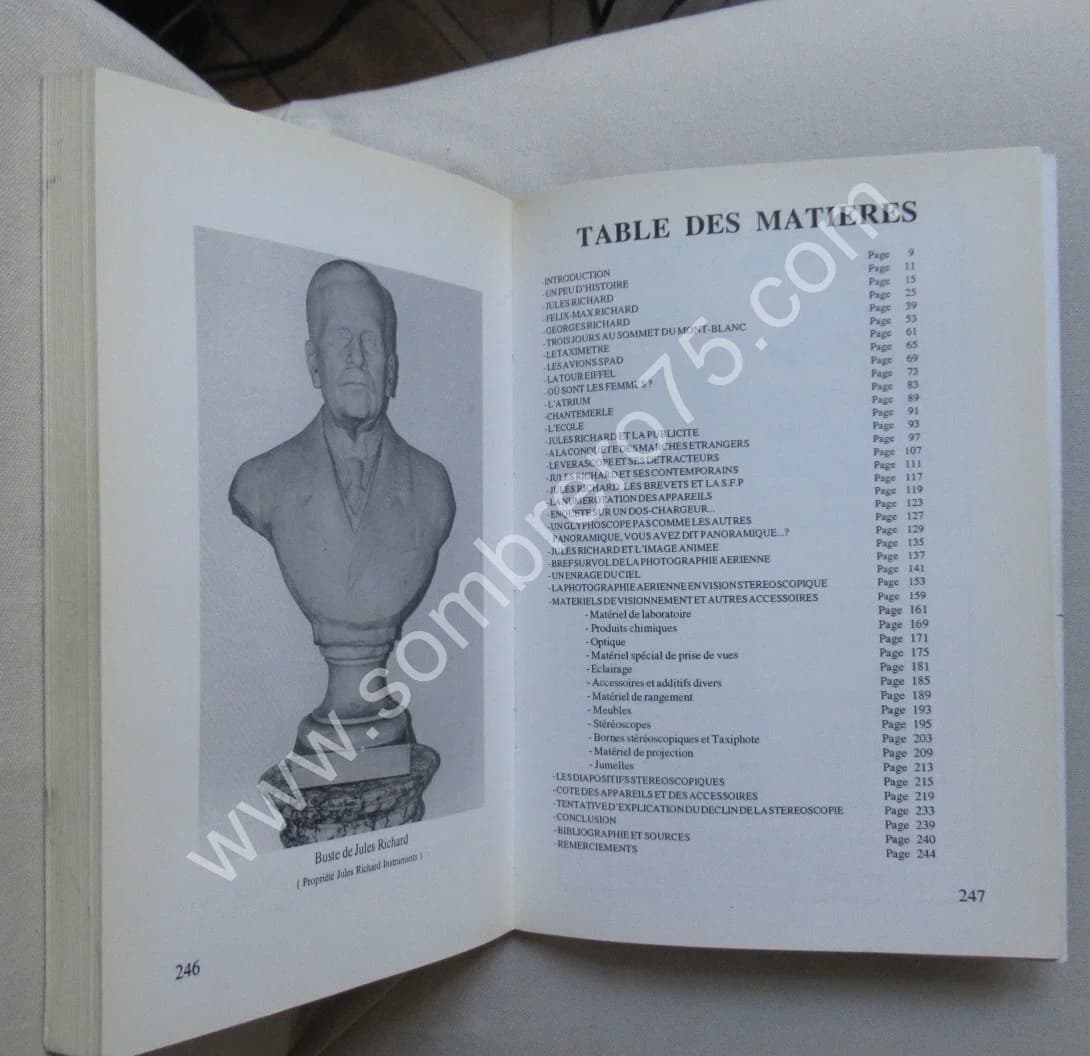 Buste de Jules Richard
( Propriété Jules Richard Instruments )
246
TABLE DES MATIERES
-INTRODUCTION Page 9
-UN PEU D'HISTOIRE Page 11
-JULES RICHARD Page 15
-FELIX-MAX RICHARD Page 25
-GEORGES RICHARD Page 39
-TROIS JOURS AU SOMMET DU MONT-BLANC Page 53
-LE TAXIMETRE Page 61
-LES AVIONS SPAD Page 65
-LA TOUR EIFFEL Page 69
-OÙ SONT LES FEMMES ? Page 73
-L'ATRIUM Page 83
-CHANTEMERLE Page 89
-L'ECOLE Page 91
-JULES RICHARD ET LA PUBLICITE Page 93
-A LA CONQUETE DES MARCHES ETRANGERS Page 97
-LE VERASCOPE ET SES DETRACTEURS Page 107
-JULES RICHARD ET SES CONTEMPORAINS Page 111
-JULES RICHARD LES BREVETS ET LA S.F.P Page 117
-LA NUMEROTATION DES APPAREILS Page 119
-ENQUETE SUR UN DOS-CHARGEUR... Page 123
-UN GLYPHOSCOPE PAS COMME LES AUTRES Page 127
-PANORAMIQUE, VOUS AVEZ DIT PANORAMIQUE...? Page 129
-JULES RICHARD ET L'IMAGE ANIMEE Page 135
-BREF SURVOL DE LA PHOTOGRAPHIE AERIENNE Page 137
-UN ENRAGE DU CIEL Page 141
-LA PHOTOGRAPHIE AERIENNE EN VISION STEREOSCOPIQUE Page 153
-MATERIELS DE VISIONNEMENT ET AUTRES ACCESSOIRES Page 159
- Matériel de laboratoire Page 161
- Produits chimiques Page 169
- Optique Page 171
- Matériel spécial de prise de vues Page 175
- Eclairage Page 181
- Accessoires et additifs divers Page 185
- Matériel de rangement Page 189
- Meubles Page 193
- Stéréoscopes Page 195
- Bornes stéréoscopiques et Taxiphote Page 203
- Matériel de projection Page 209
- Jumelles Page 213
-LES DIAPOSITIFS STEREOSCOPIQUES Page 215
-COTE DES APPAREILS ET DES ACCESSOIRES Page 219
-TENTATIVE D'EXPLICATION DU DECLIN DE LA STEREOSCOPIE Page 233
-CONCLUSION Page 239
-BIBLIOGRAPHIE ET SOURCES Page 240
-REMERCIEMENTS Page 244
247
www.sombrero75.com